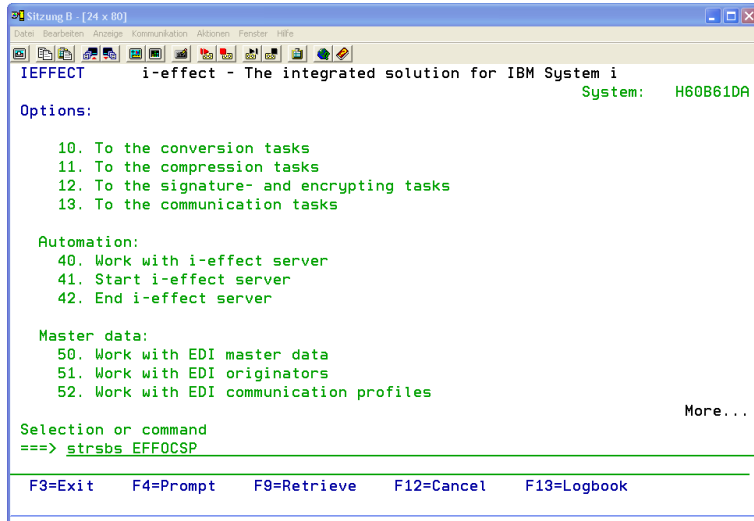 Sitzung B - [24 x 80]
Datei Bearbeiten Anzeige Kommunikation Aktionen Fenster Hilfe
IEFFECT i-effect - The integrated solution for IBM System i
System: H60B61DA
Options:
10. To the conversion tasks
11. To the compression tasks
12. To the signature- and encrypting tasks
13. To the communication tasks
Automation:
40. Work with i-effect server
41. Start i-effect server
42. End i-effect server
Master data:
50. Work with EDI master data
51. Work with EDI originators
52. Work with EDI communication profiles
More...
Selection or command
===> strsbs EFFOCSP
F3=Exit F4=Prompt F9=Retrieve F12=Cancel F13=Logbook